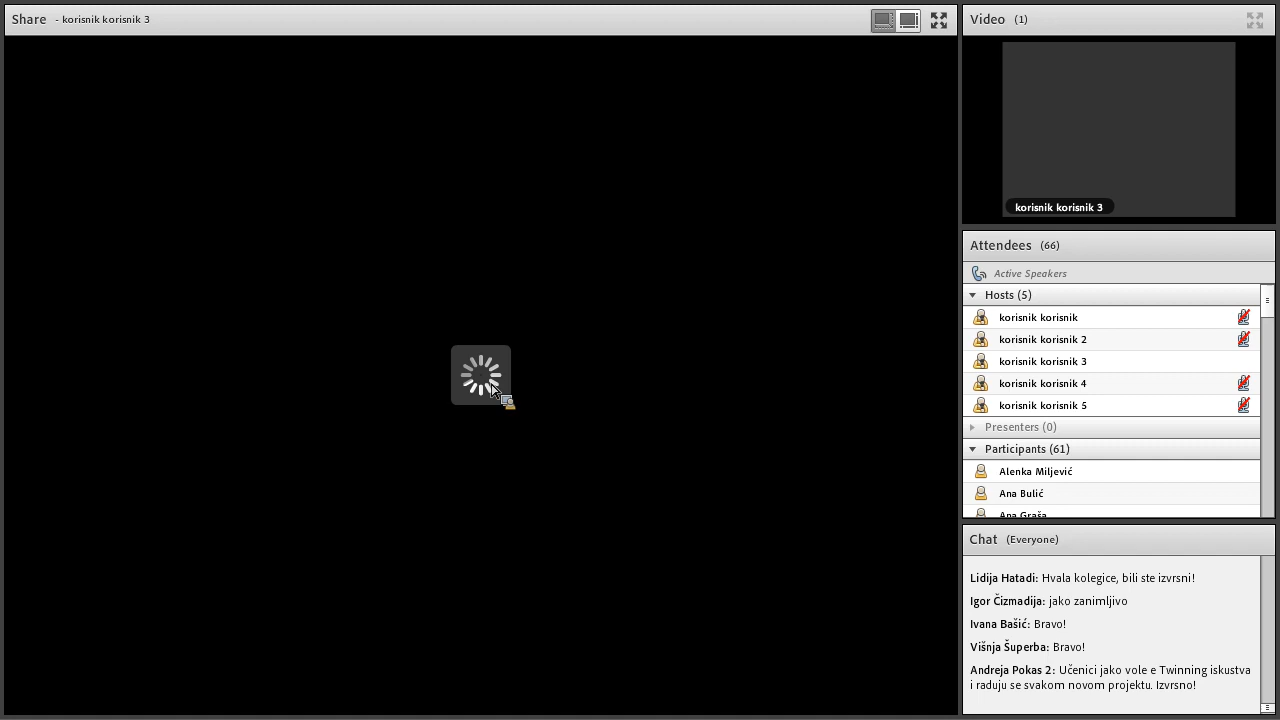 Share - korisnik korisnik 3
Video (1)
korisnik korisnik 3
Attendees (66)
Active Speakers
Hosts (5)
korisnik korisnik
korisnik korisnik 2
korisnik korisnik 3
korisnik korisnik 4
korisnik korisnik 5
Presenters (0)
Participants (61)
Alenka Miljević
Ana Bulić
Ana Graša
Chat (Everyone)
Lidija Hatadi: Hvala kolegice, bili ste izvrsni!
Igor Čizmadija: jako zanimljivo
Ivana Bašić: Bravo!
Višnja Šuperba: Bravo!
Andreja Pokas 2: Učenici jako vole e Twinning iskustva
i raduju se svakom novom projektu. Izvrsno!